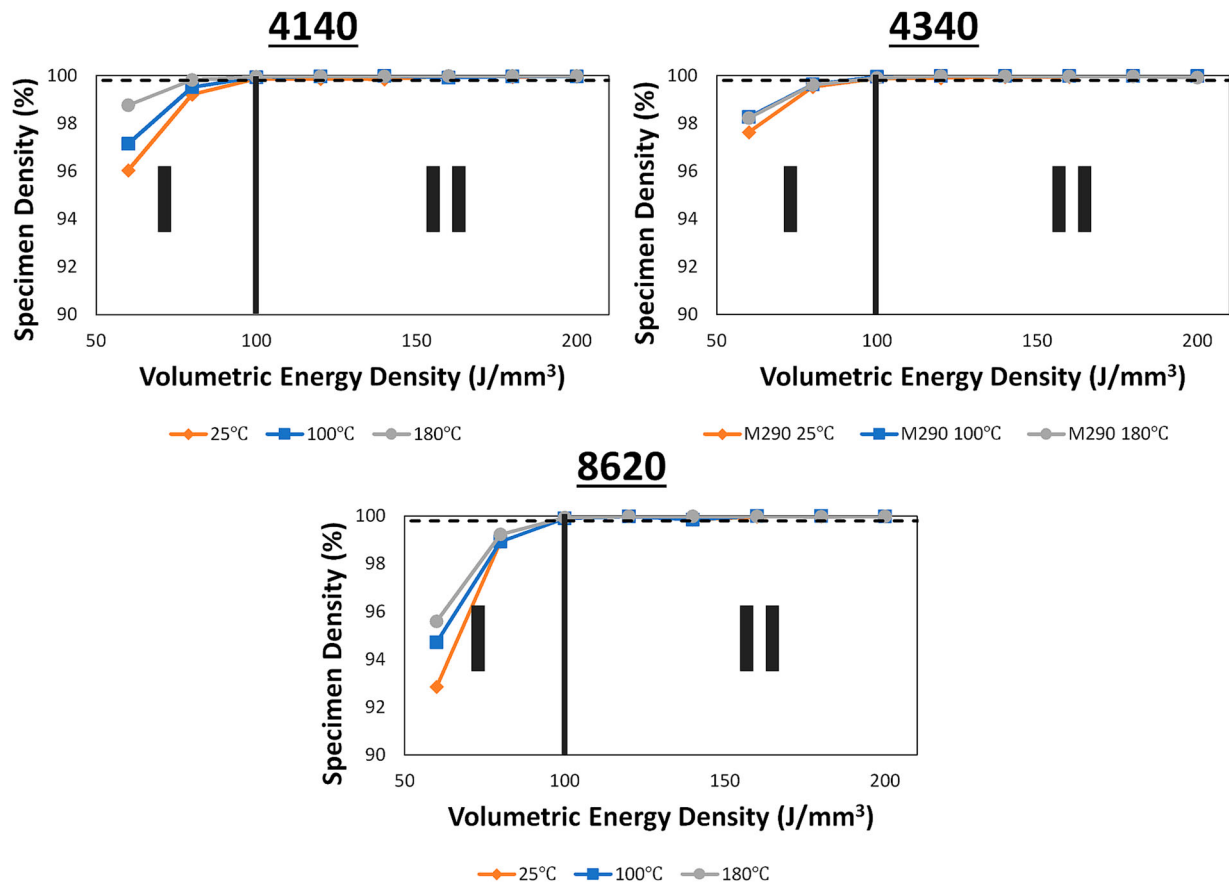 4140
Specimen Density (%)
100
98
96
94
92
90
I
II
50
100
150
200
Volumetric Energy Density (J/mm³)
25°C
100°C
180°C
4340
Specimen Density (%)
100
98
96
94
92
90
I
II
50
100
150
200
Volumetric Energy Density (J/mm³)
M290 25°C
M290 100°C
M290 180°C
8620
Specimen Density (%)
100
98
96
94
92
90
I
II
50
100
150
200
Volumetric Energy Density (J/mm³)
25°C
100°C
180°C